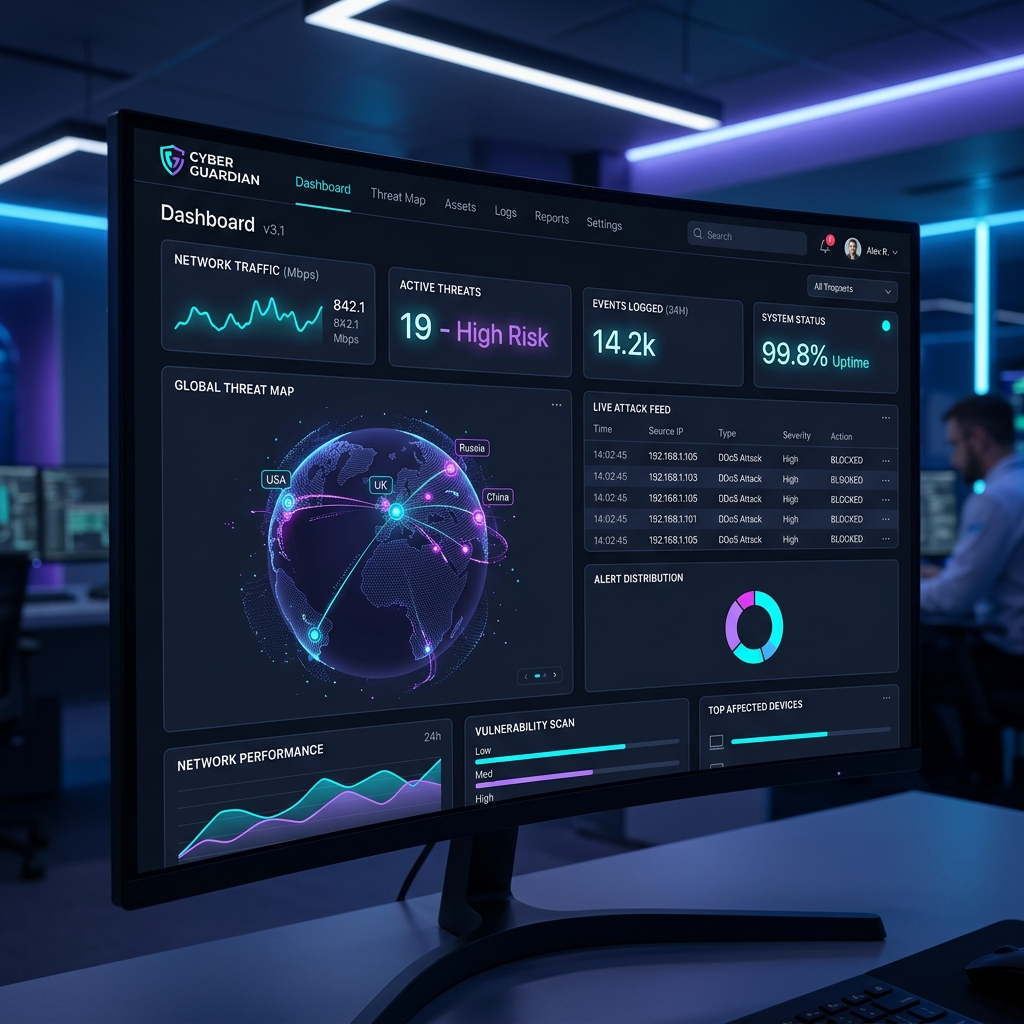 CYBER
GUARDIAN
Dashboard
Threat Map
Assets
Logs
Reports
Settings
Search
Alex R.
Dashboard v3.1
All
NETWORK TRAFFIC (Mbps)
842.1
842.1
Mbps
ACTIVE THREATS
19 - High Risk
EVENTS LOGGED (34H)
14.2k
SYSTEM STATUS
99.8% Uptime
GLOBAL THREAT MAP
USA
UK
Russia
China
LIVE ATTACK FEED
Time Source IP Type Severity Action
14:02:45 192.168.1.105 DDoS Attack High BLOCKED
14:02:45 192.168.1.103 DDoS Attack High BLOCKED
14:02:45 192.168.1.105 DDoS Attack High BLOCKED
14:02:45 192.168.1.101 DDoS Attack High BLOCKED
14:02:45 192.168.1.105 DDoS Attack High BLOCKED
ALERT DISTRIBUTION
NETWORK PERFORMANCE
24h
VULNERABILITY SCAN
Low
Med
High
TOP AFFECTED DEVICES